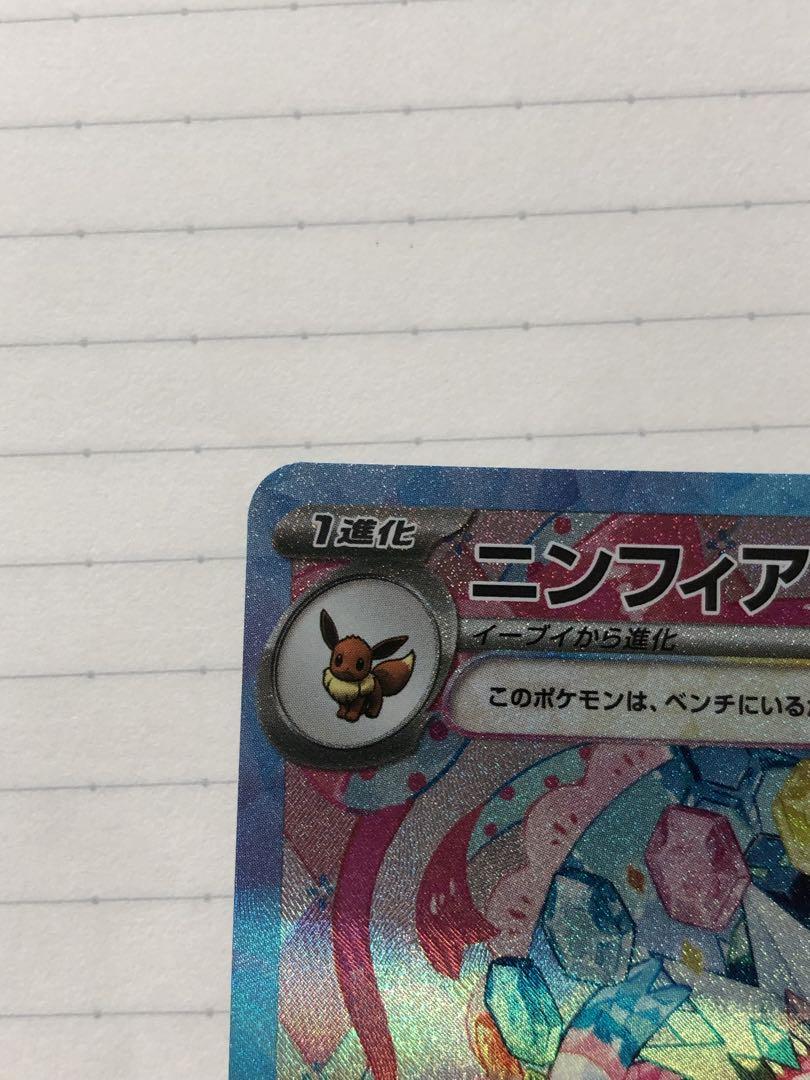 1進化
ニンフィア
イーブイから進化
このポケモンは、ベンチにいる